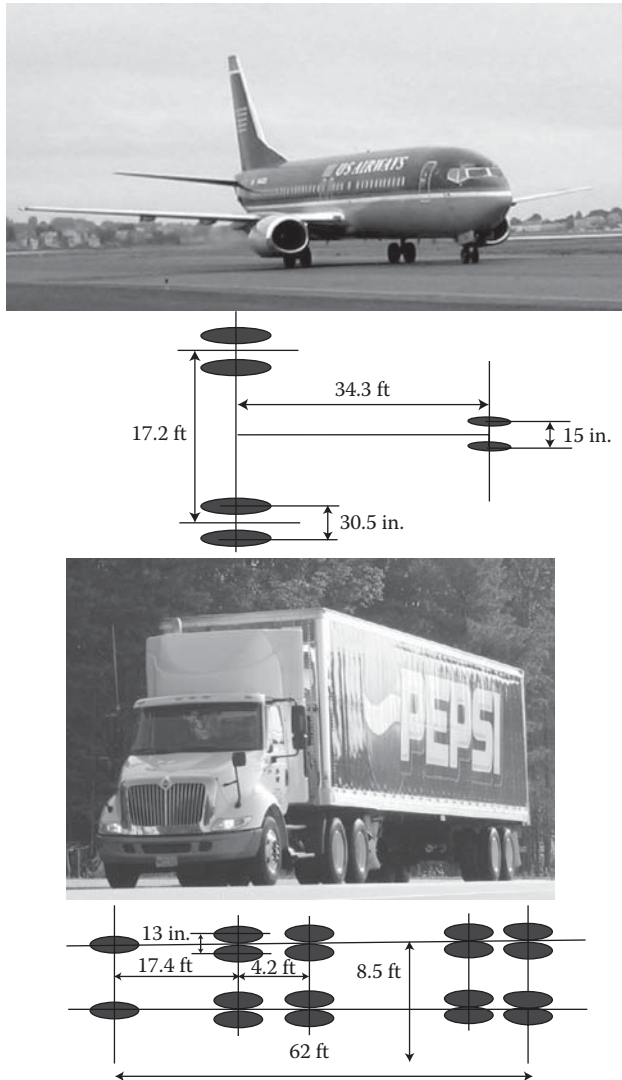 US AIRWAYS
34.3 ft
17.2 ft
15 in.
30.5 in.
PEPSI
13 in.
17.4 ft
4.2 ft
8.5 ft
62 ft